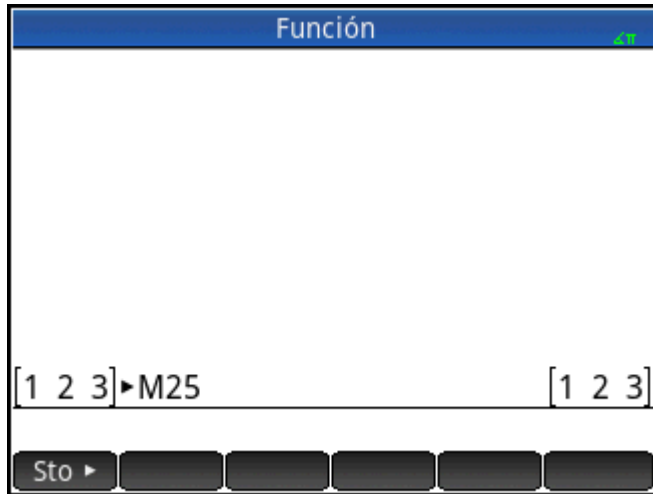 Función
∡π
[1 2 3]▶M25
[1 2 3]
Sto ▶